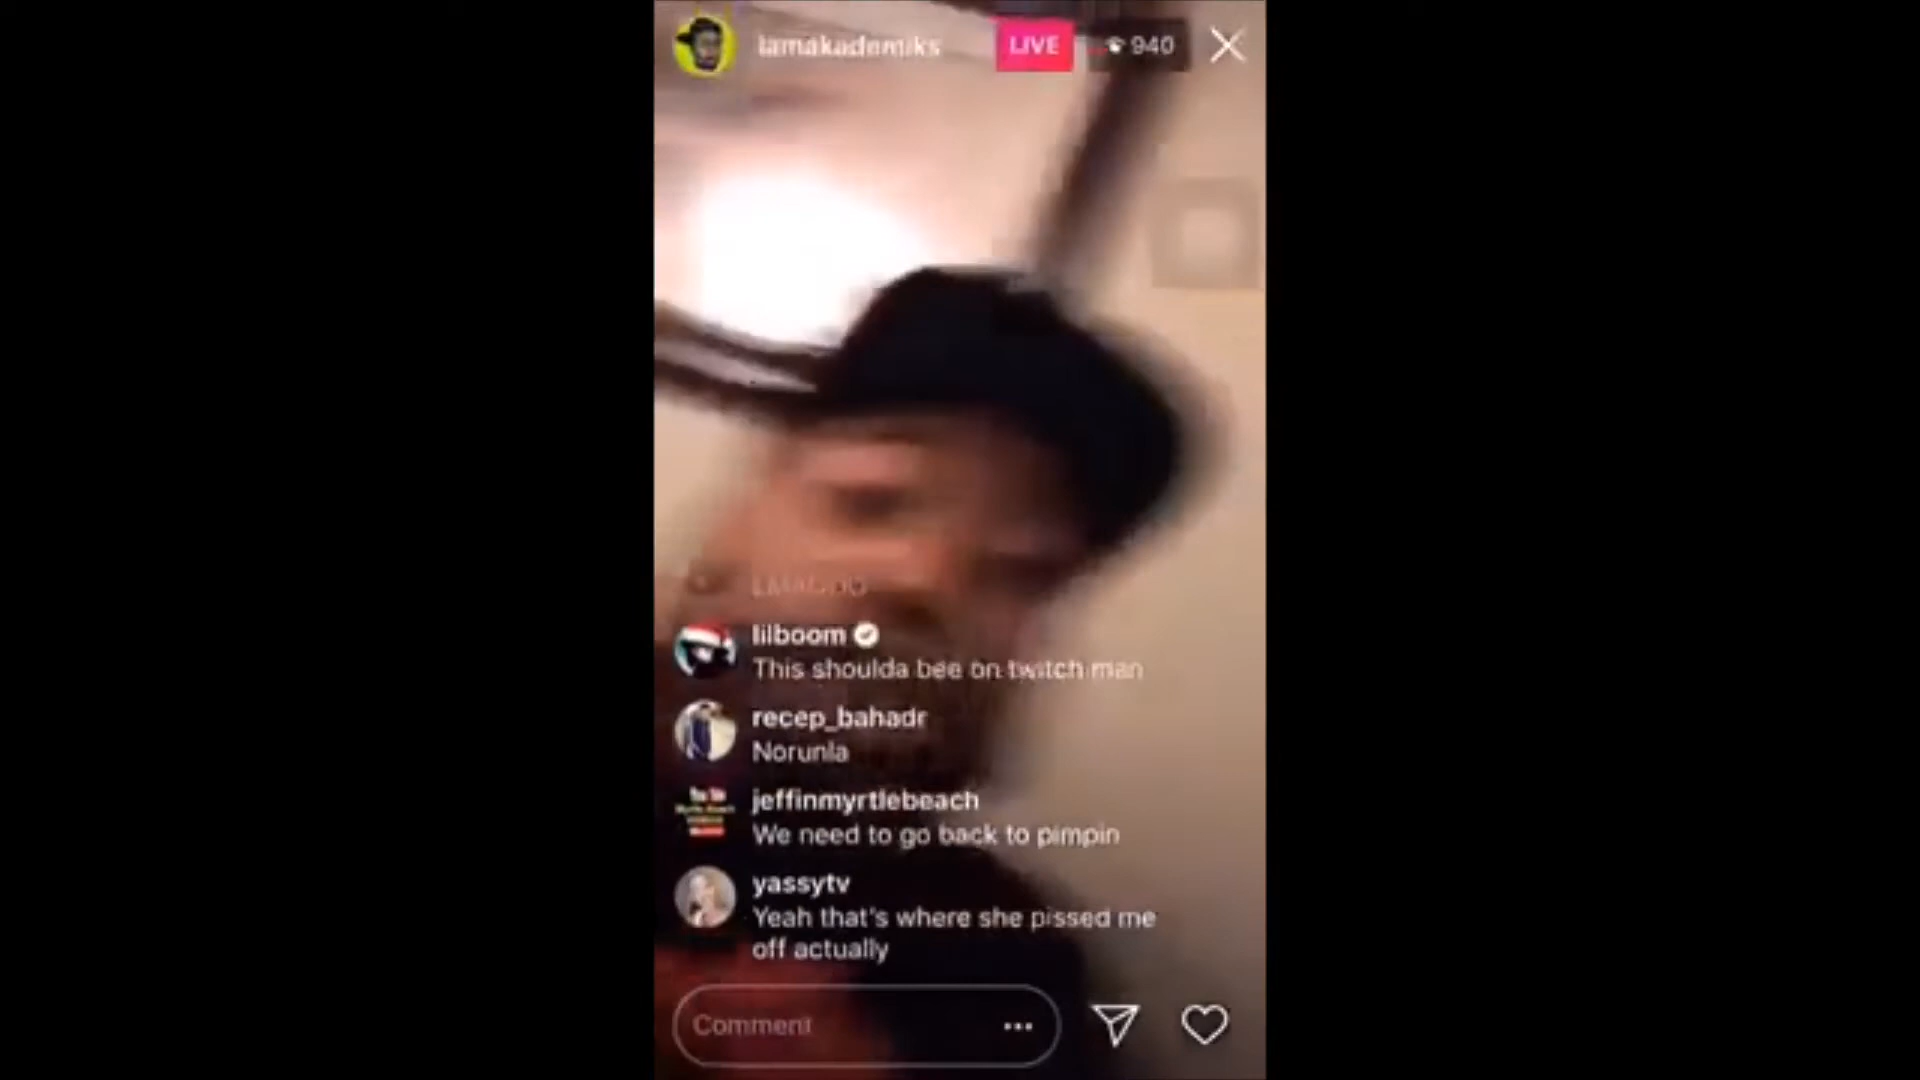 iamakademiks LIVE 940
lilboom
This shoulda bee on twitch man
recep_bahadr
Norunla
jeffinmyrtlebeach
We need to go back to pimpin
yassytv
Yeah that's where she pissed me
off actually
Comment